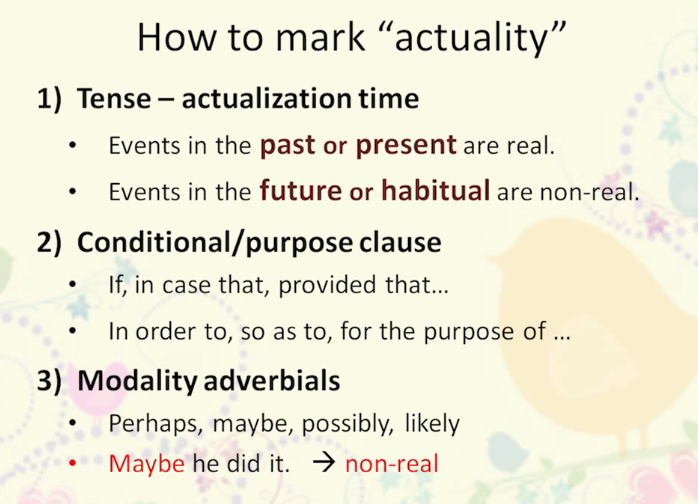 How to mark “actuality”
1) Tense – actualization time
• Events in the past or present are real.
• Events in the future or habitual are non-real.
2) Conditional/purpose clause
• If, in case that, provided that...
• In order to, so as to, for the purpose of ...
3) Modality adverbials
• Perhaps, maybe, possibly, likely
• Maybe he did it. → non-real